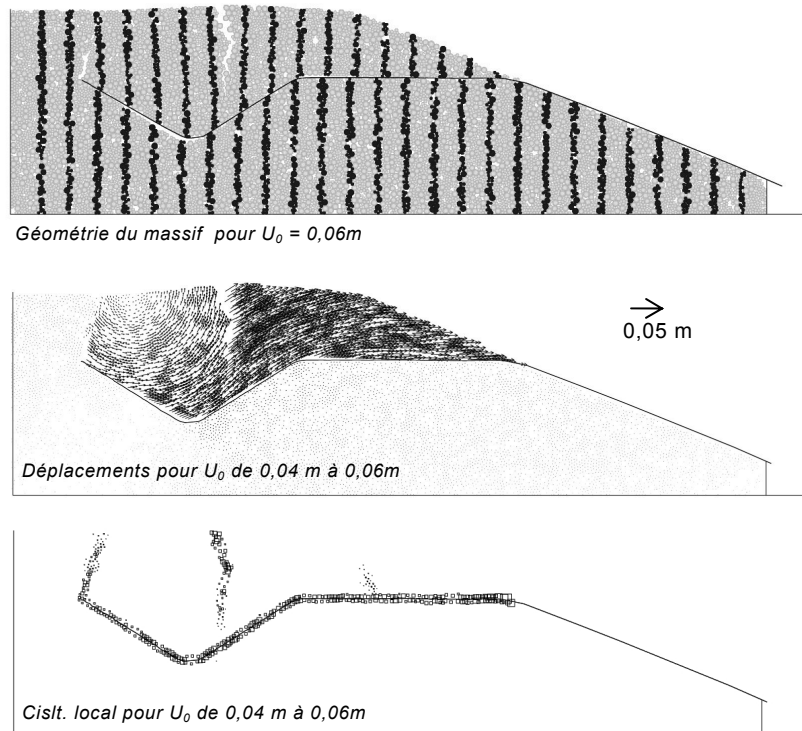 Géométrie du massif pour U₀ = 0,06m
0,05 m
Déplacements pour U₀ de 0,04 m à 0,06m
Cislt. local pour U₀ de 0,04 m à 0,06m